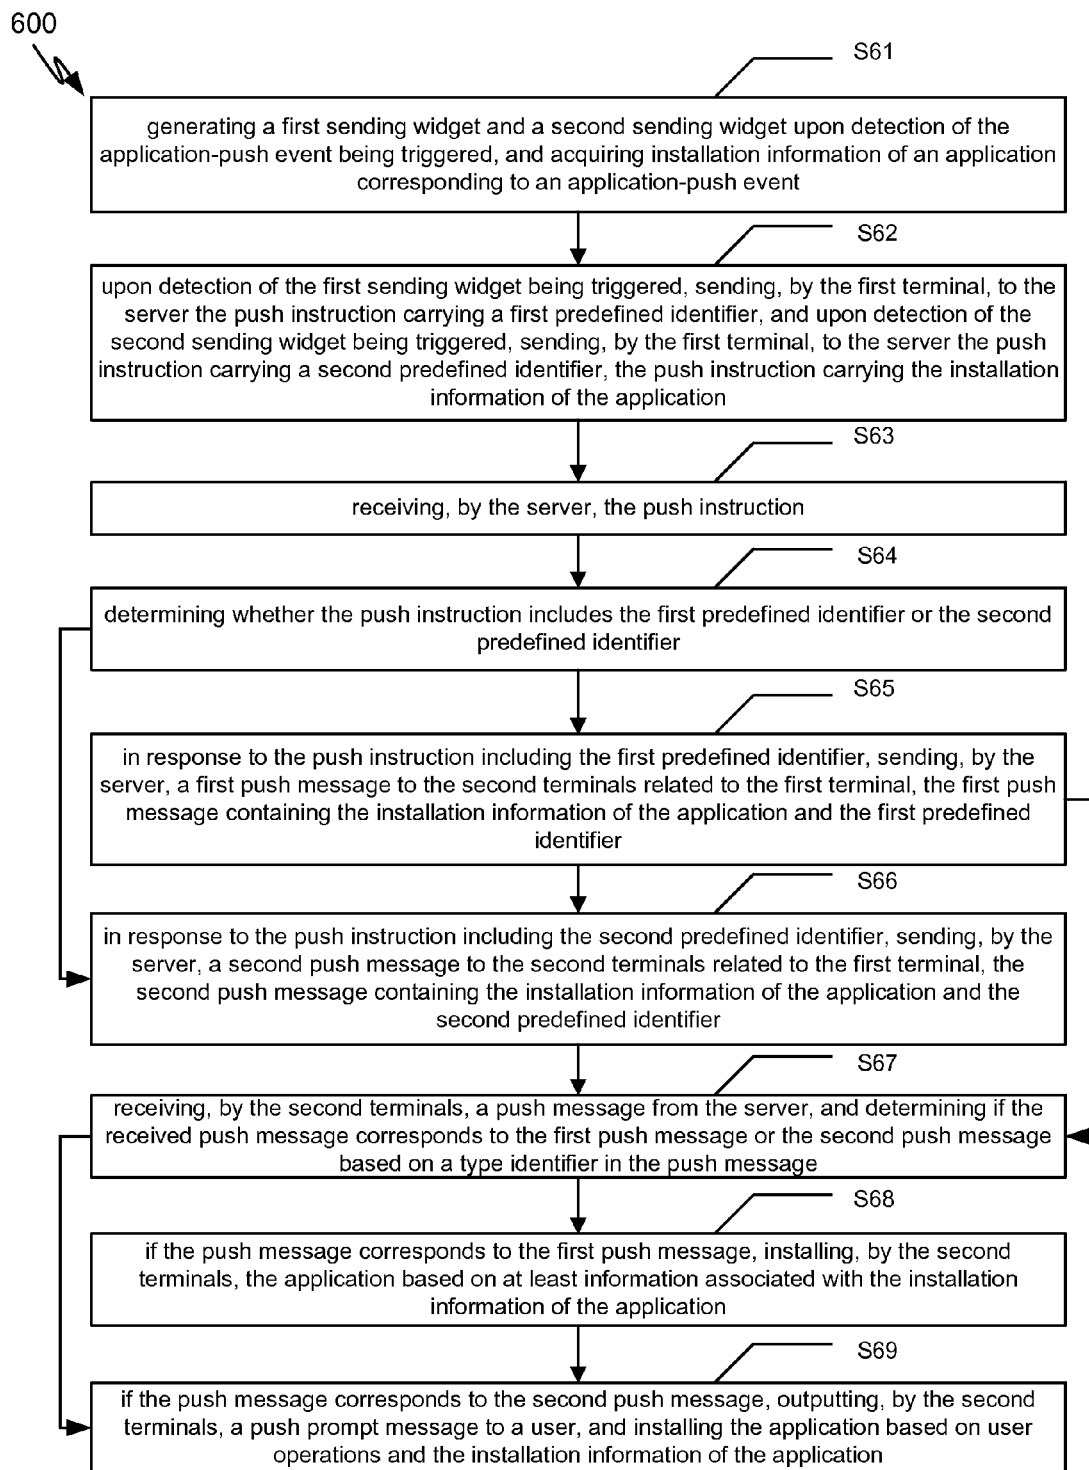 600
S61
generating a first sending widget and a second sending widget upon detection of the
application-push event being triggered, and acquiring installation information of an application
corresponding to an application-push event
S62
upon detection of the first sending widget being triggered, sending, by the first terminal, to the
server the push instruction carrying a first predefined identifier, and upon detection of the
second sending widget being triggered, sending, by the first terminal, to the server the push
instruction carrying a second predefined identifier, the push instruction carrying the installation
information of the application
S63
receiving, by the server, the push instruction
S64
determining whether the push instruction includes the first predefined identifier or the second
predefined identifier
S65
in response to the push instruction including the first predefined identifier, sending, by the
server, a first push message to the second terminals related to the first terminal, the first push
message containing the installation information of the application and the first predefined
identifier
S66
in response to the push instruction including the second predefined identifier, sending, by the
server, a second push message to the second terminals related to the first terminal, the
second push message containing the installation information of the application and the
second predefined identifier
S67
receiving, by the second terminals, a push message from the server, and determining if the
received push message corresponds to the first push message or the second push message
based on a type identifier in the push message
S68
if the push message corresponds to the first push message, installing, by the second
terminals, the application based on at least information associated with the installation
information of the application
S69
if the push message corresponds to the second push message, outputting, by the second
terminals, a push prompt message to a user, and installing the application based on user
operations and the installation information of the application